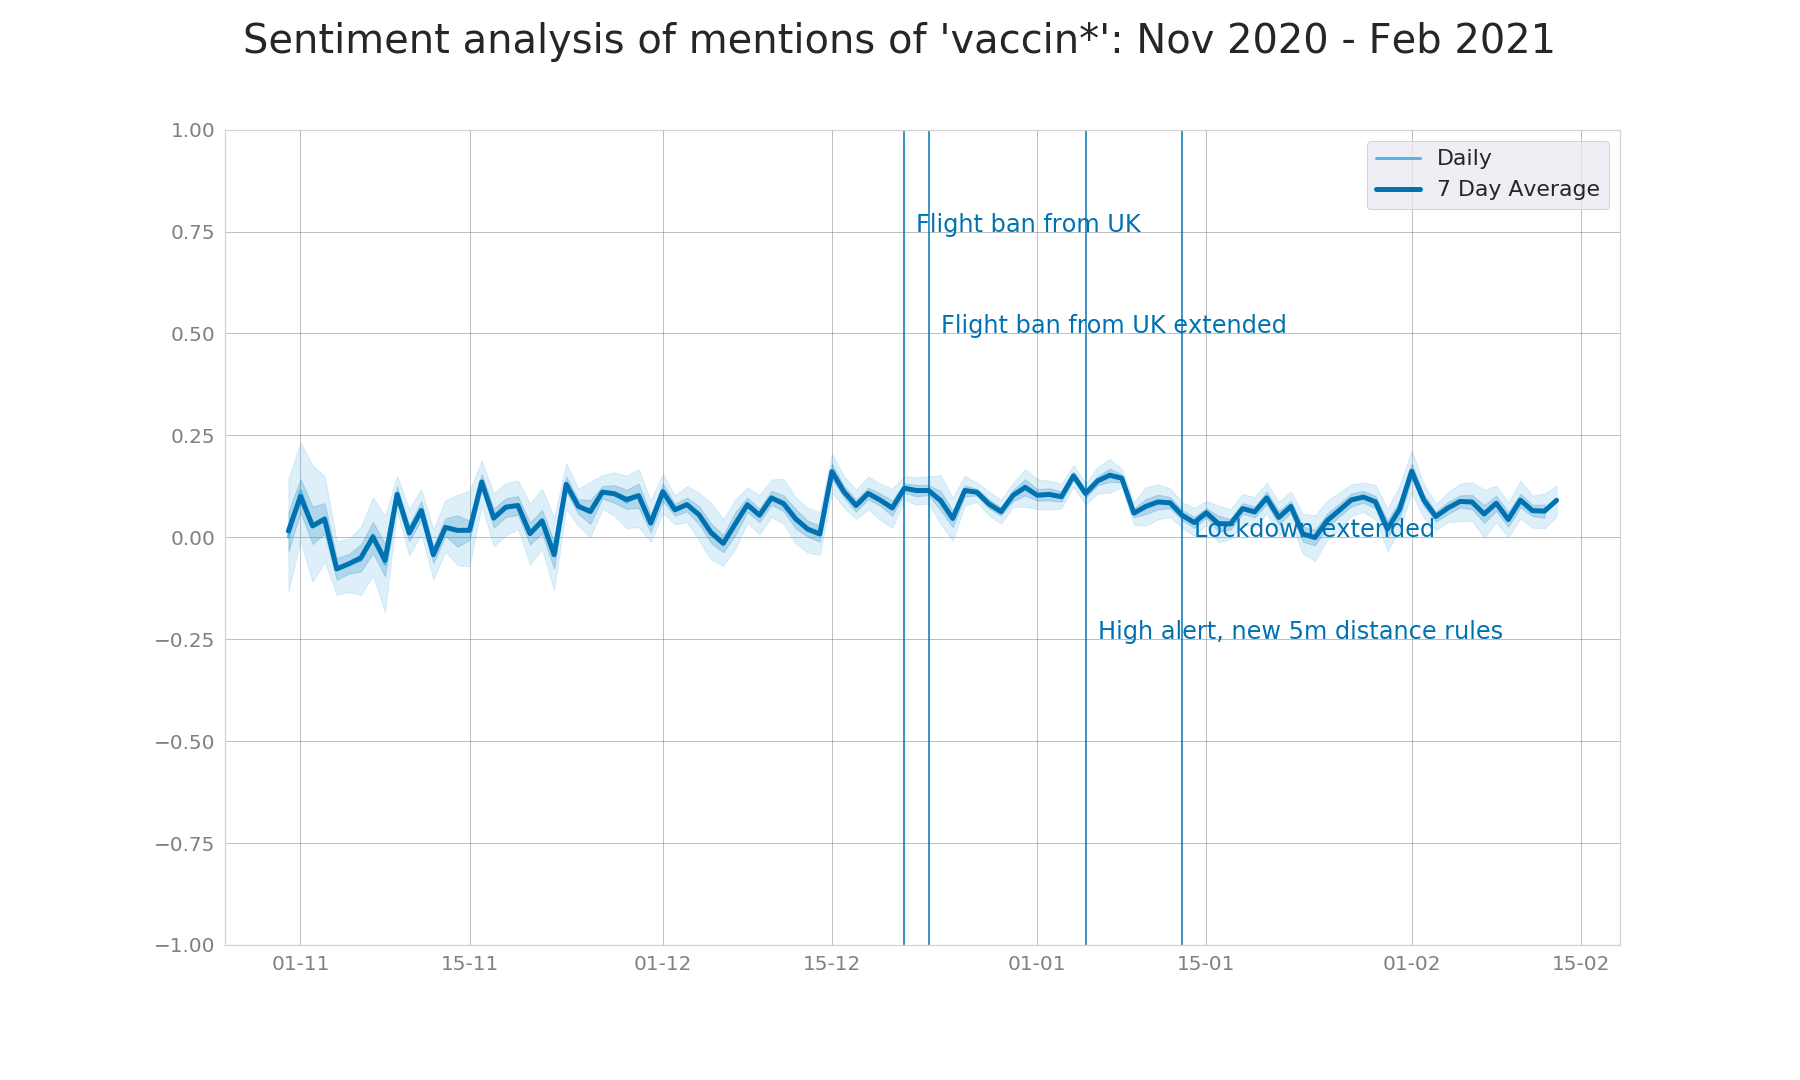 Sentiment analysis of mentions of 'vaccin*': Nov 2020 - Feb 2021
1.00
0.75
0.50
0.25
0.00
−0.25
−0.50
−0.75
−1.00
Daily
7 Day Average
Flight ban from UK
Flight ban from UK extended
Lockdown extended
High alert, new 5m distance rules
01-11 15-11 01-12 15-12 01-01 15-01 01-02 15-02